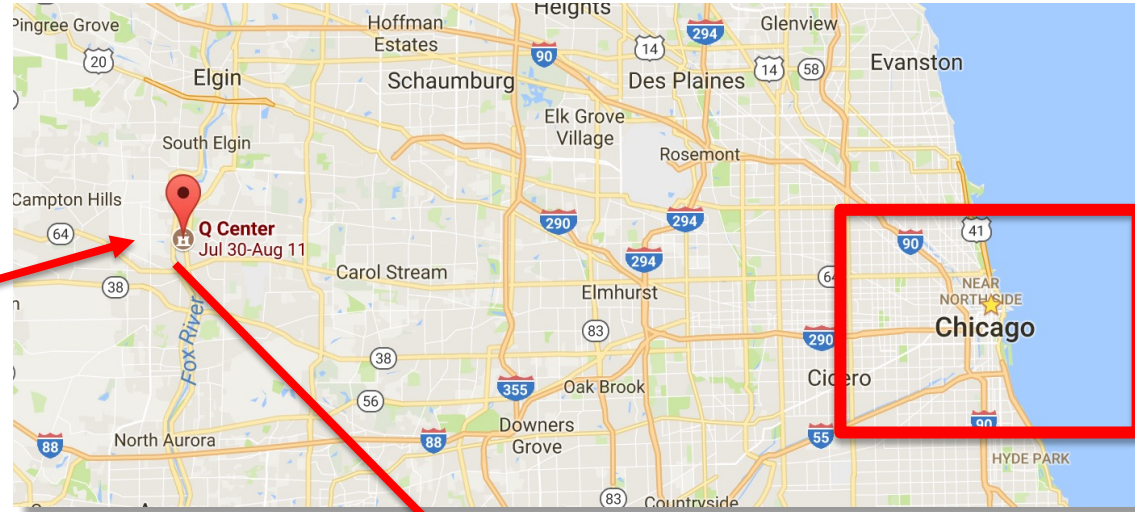 Heights
Pingree Grove
Hoffman
Estates
294
Glenview
20
90
14
Elgin
Schaumburg
Des Plaines
14
58
Evanston
Elk Grove
Village
South Elgin
Rosemont
Campton Hills
64
Q Center
Jul 30-Aug 11
290
294
90
41
294
Carol Stream
64
NEAR
NORTH SIDE
38
Elmhurst
Fox River
83
290
Chicago
38
355
Oak Brook
Cicero
56
Downers
Grove
88
North Aurora
88
55
90
HYDE PARK
83
Countryside